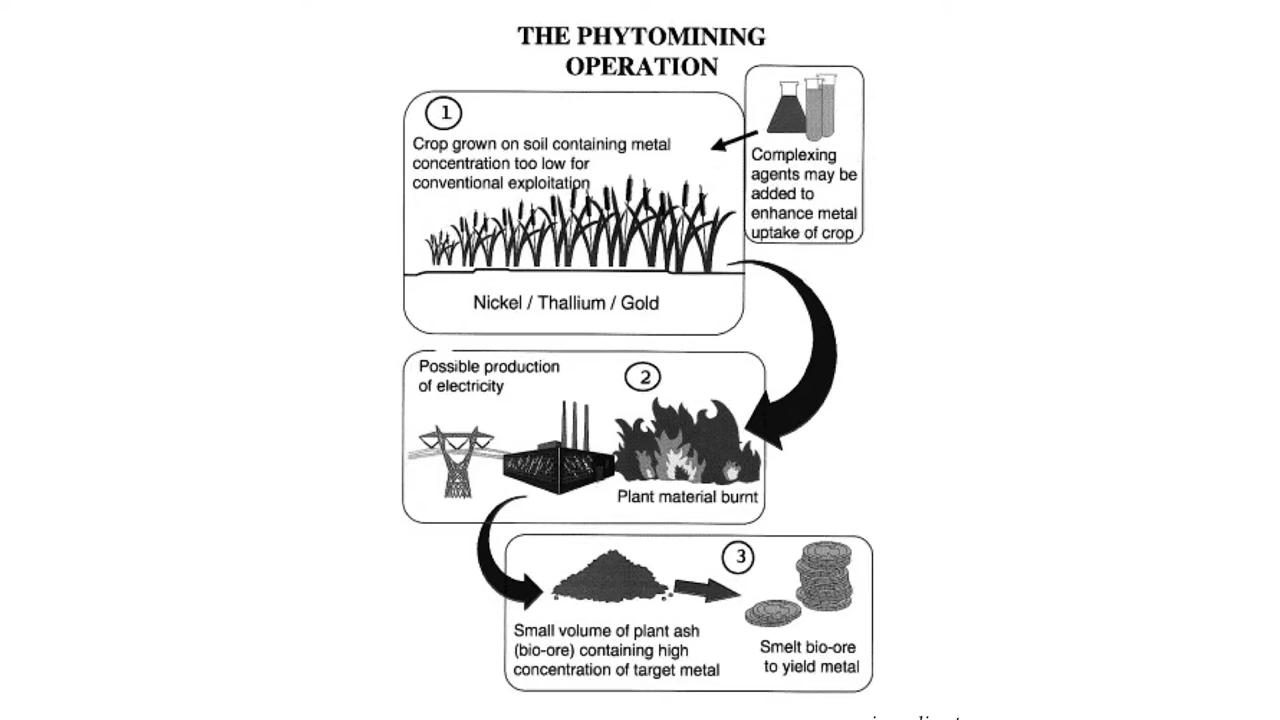 THE PHYTOMINING
OPERATION
1
Crop grown on soil containing metal
concentration too low for
conventional exploitation
Complexing
agents may be
added to
enhance metal
uptake of crop
Nickel / Thallium / Gold
Possible production
of electricity
2
Plant material burnt
3
Small volume of plant ash
(bio-ore) containing high
concentration of target metal
Smelt bio-ore
to yield metal